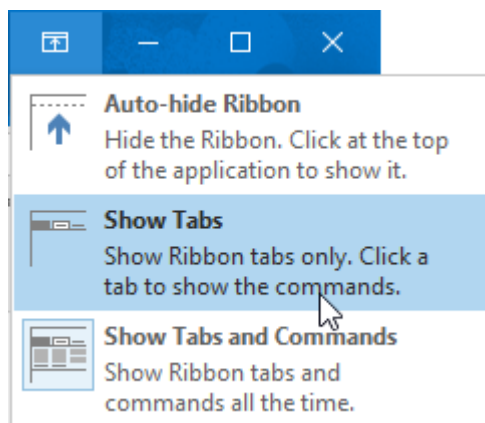 Auto-hide Ribbon
Hide the Ribbon. Click at the top
of the application to show it.
Show Tabs
Show Ribbon tabs only. Click a
tab to show the commands.
Show Tabs and Commands
Show Ribbon tabs and
commands all the time.